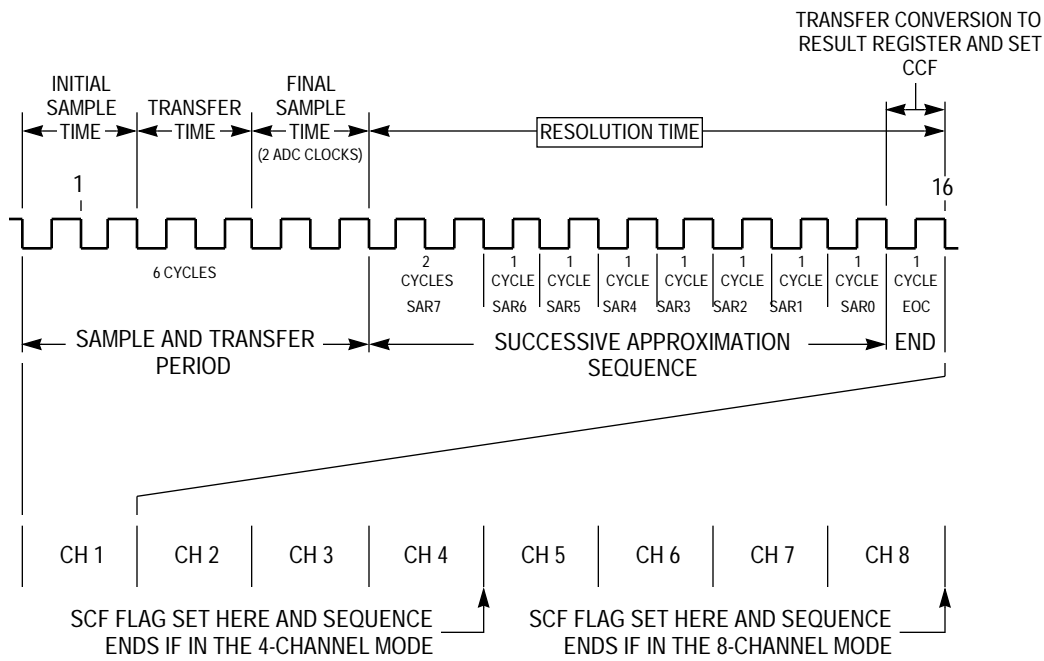 TRANSFER CONVERSION TO
RESULT REGISTER AND SET
CCF
INITIAL
SAMPLE
TIME
TRANSFER
TIME
FINAL
SAMPLE
TIME
(2 ADC CLOCKS)
RESOLUTION TIME
1
16
6 CYCLES
2
CYCLES
SAR7
1
CYCLE
SAR6
1
CYCLE
SAR5
1
CYCLE
SAR4
1
CYCLE
SAR3
1
CYCLE
SAR2
1
CYCLE
SAR1
1
CYCLE
SAR0
1
CYCLE
EOC
SAMPLE AND TRANSFER
PERIOD
SUCCESSIVE APPROXIMATION
SEQUENCE
END
CH 1
CH 2
CH 3
CH 4
CH 5
CH 6
CH 7
CH 8
SCF FLAG SET HERE AND SEQUENCE
ENDS IF IN THE 4-CHANNEL MODE
SCF FLAG SET HERE AND SEQUENCE
ENDS IF IN THE 8-CHANNEL MODE